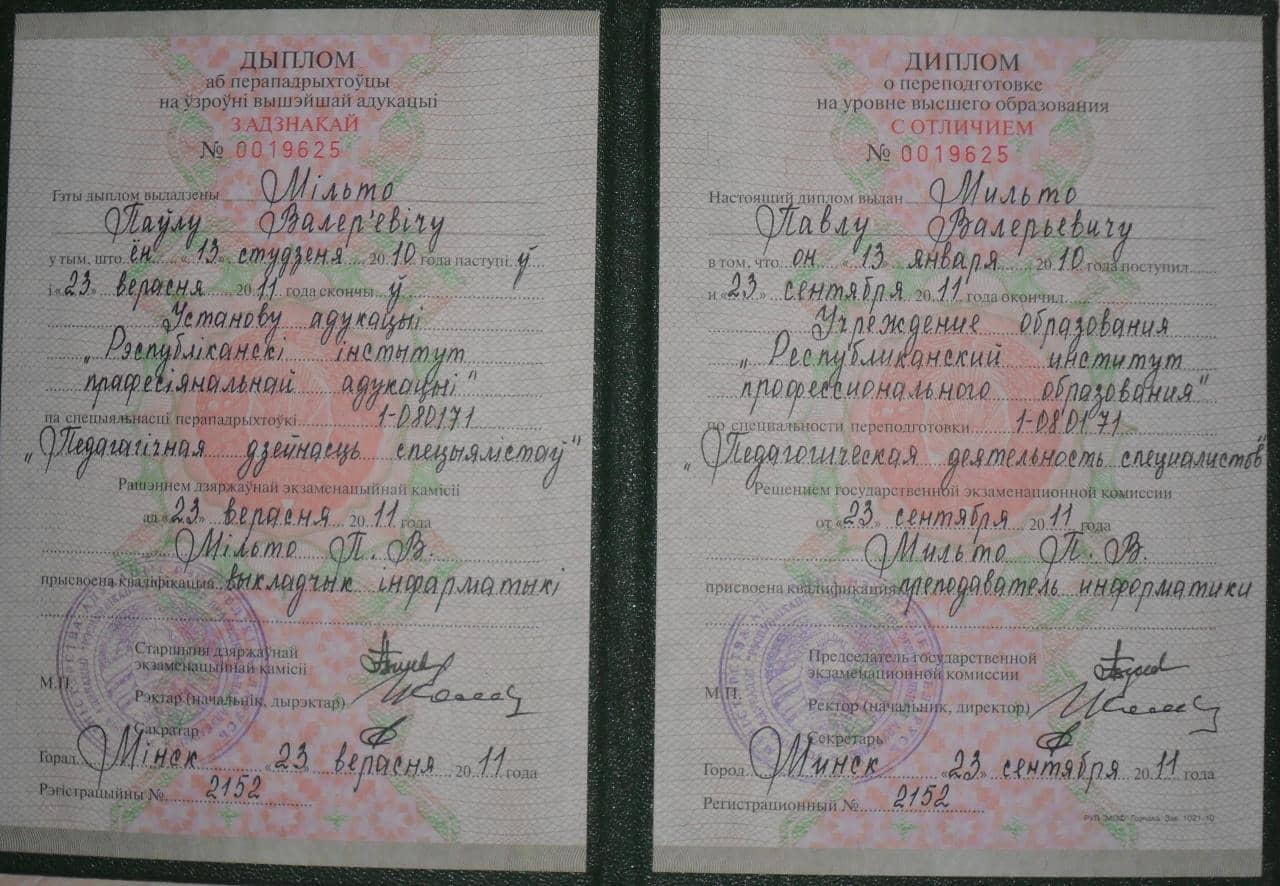 ДЫПЛОМ
аб перападрыхтоўцы
на ўзроўні вышэйшай адукацыі
З АДЗНАКАЙ
№ 0019625
Гэты дыплом выдадзены Мільто
Паўлу Валер'евічу
у тым, што ён «13» студзеня 2010 года паступіў
і «23» верасня 2011 года скончыў
Установу адукацыі
„Рэспубліканскі інстытут
прафесіянальнай адукацыі"
па спецыяльнасці перападрыхтоўкі 1-080171
„Педагагічная дзейнасць спецыялістаў"
Рашэннем дзяржаўнай экзаменацыйнай камісіі
ад «23» верасня 2011 года
Мільто П. В.
прысвоена кваліфікацыя выкладчык інфарматыкі
Старшыня дзяржаўнай
экзаменацыйнай камісіі
М.П.
Рэктар (начальнік, дырэктар)
Сакратар
Горад Мінск «23» верасня 2011 года
Рэгістрацыйны № 2152
ДИПЛОМ
о переподготовке
на уровне высшего образования
С ОТЛИЧИЕМ
№ 0019625
Настоящий диплом выдан Мильто
Павлу Валерьевичу
в том, что он «13» января 2010 года поступил
и «23» сентября 2011 года окончил
Учреждение образования
„Республиканский институт
профессионального образования"
по специальности переподготовки 1-080171
„Педагогическая деятельность специалистов"
Решением государственной экзаменационной комиссии
от «23» сентября 2011 года
Мильто П. В.
присвоена квалификация преподаватель информатики
Председатель государственной
экзаменационной комиссии
М.П.
Ректор (начальник, директор)
Секретарь
Город Минск «23» сентября 2011 года
Регистрационный № 2152
Зак. 1021-10